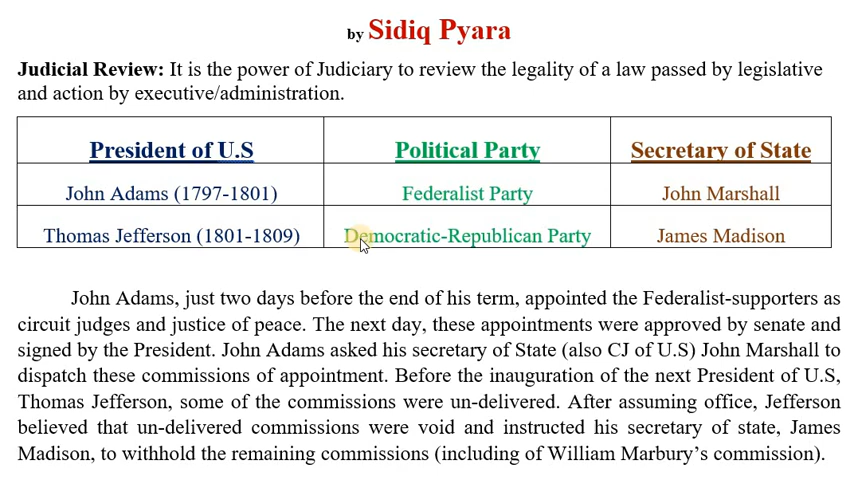 by Sidiq Pyara
Judicial Review: It is the power of Judiciary to review the legality of a law passed by legislative
and action by executive/administration.
President of U.S Political Party Secretary of State
John Adams (1797-1801) Federalist Party John Marshall
Thomas Jefferson (1801-1809) Democratic-Republican Party James Madison
John Adams, just two days before the end of his term, appointed the Federalist-supporters as
circuit judges and justice of peace. The next day, these appointments were approved by senate and
signed by the President. John Adams asked his secretary of State (also CJ of U.S) John Marshall to
dispatch these commissions of appointment. Before the inauguration of the next President of U.S,
Thomas Jefferson, some of the commissions were un-delivered. After assuming office, Jefferson
believed that un-delivered commissions were void and instructed his secretary of state, James
Madison, to withhold the remaining commissions (including of William Marbury’s commission).